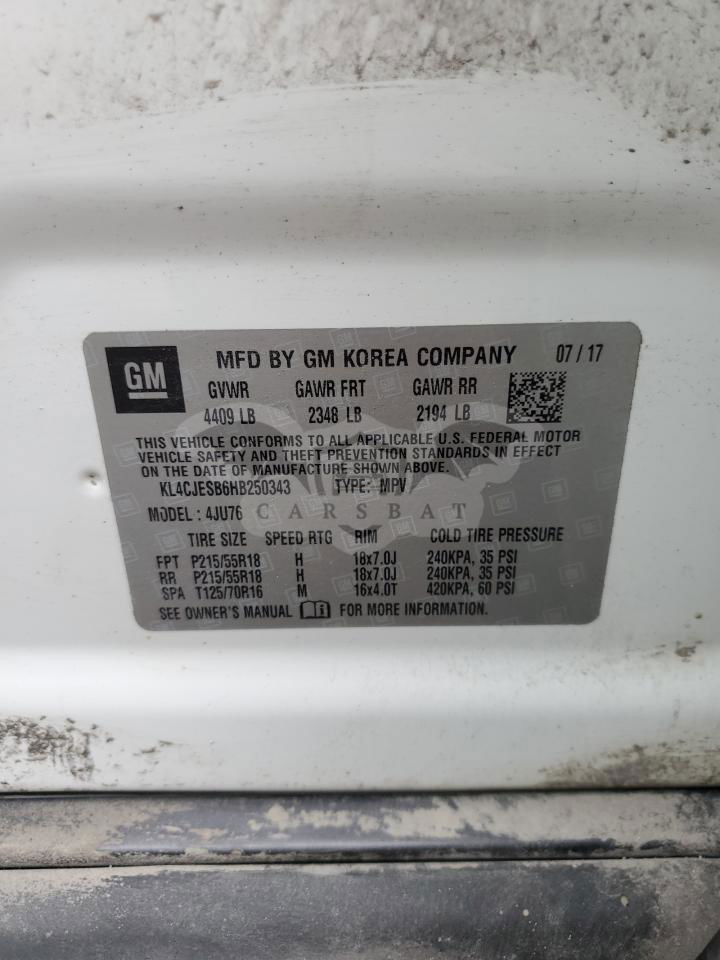 GM MFD BY GM KOREA COMPANY 07 / 17
GVWR GAWR FRT GAWR RR
4409 LB 2348 LB 2194 LB
THIS VEHICLE CONFORMS TO ALL APPLICABLE U.S. FEDERAL MOTOR
VEHICLE SAFETY AND THEFT PREVENTION STANDARDS IN EFFECT
ON THE DATE OF MANUFACTURE SHOWN ABOVE.
KL4CJESB6HB250343 TYPE: MPV
MODEL : 4JU76
CARSBAT
TIRE SIZE SPEED RTG RIM COLD TIRE PRESSURE
FPT P215/55R18 H 18x7.0J 240KPA, 35 PSI
RR P215/55R18 H 18x7.0J 240KPA, 35 PSI
SPA T125/70R16 M 16x4.0T 420KPA, 60 PSI
SEE OWNER'S MANUAL FOR MORE INFORMATION.